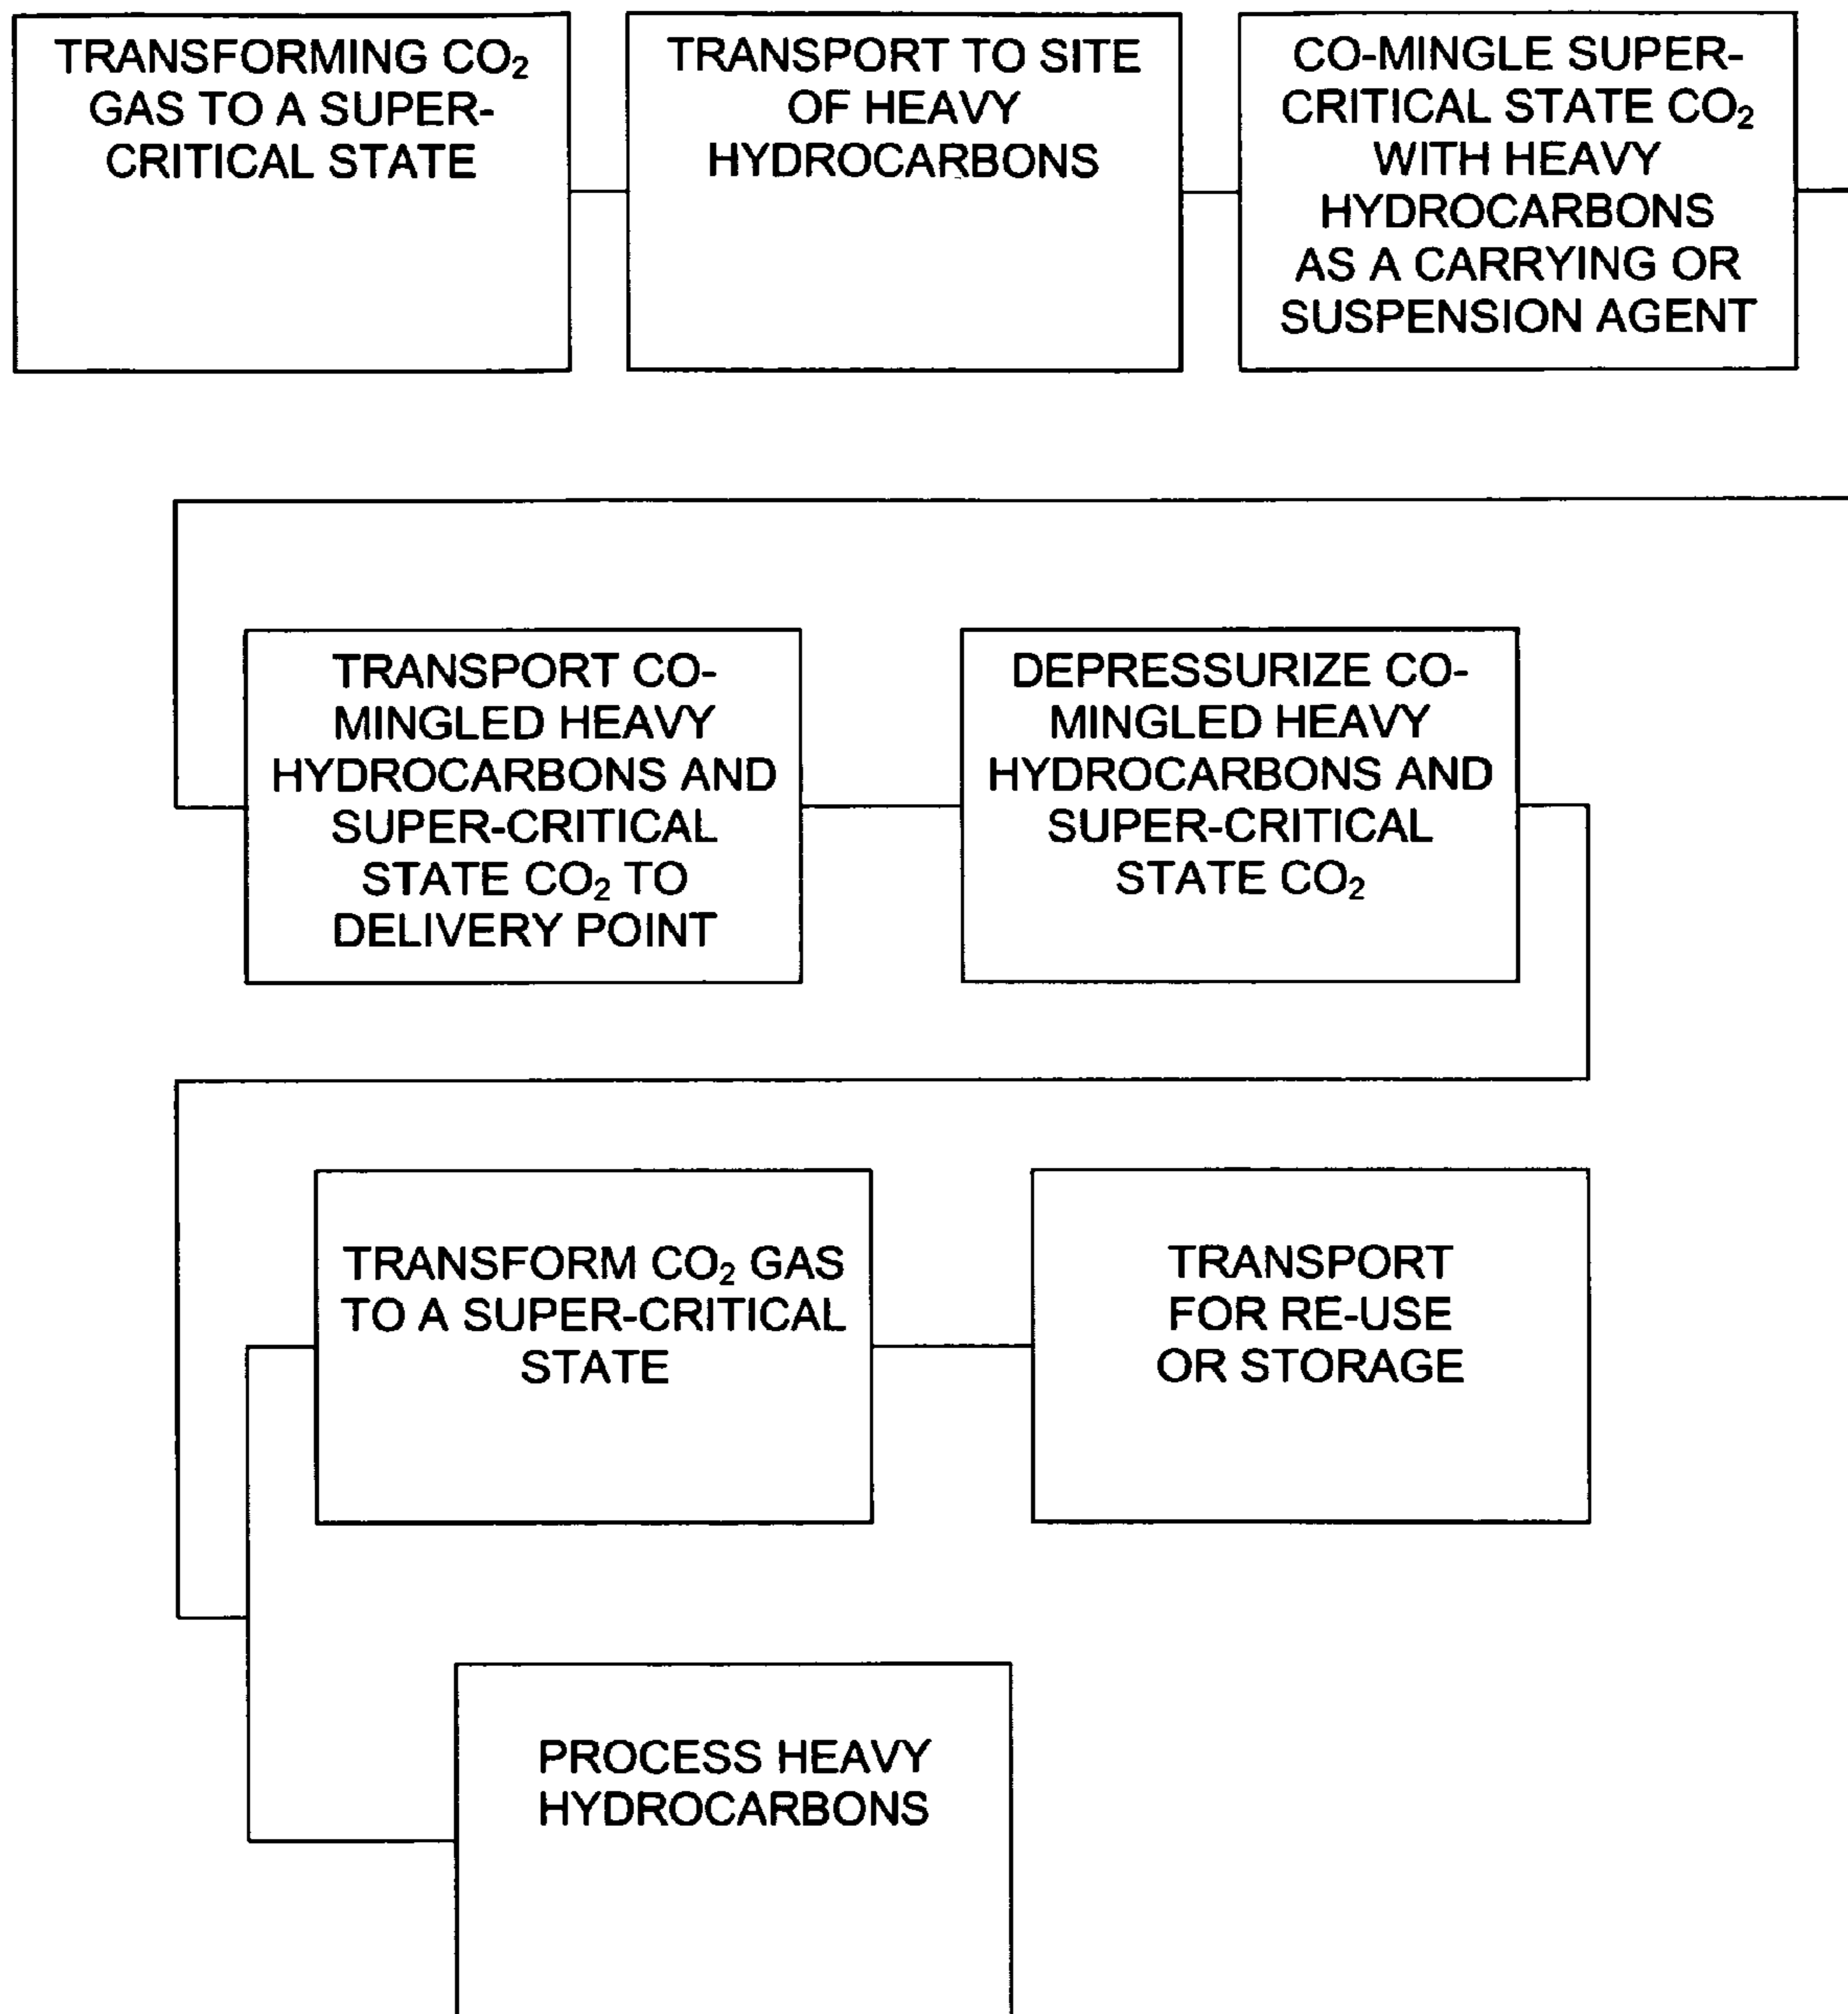 TRANSFORMING CO₂
GAS TO A SUPER-
CRITICAL STATE
TRANSPORT TO SITE
OF HEAVY
HYDROCARBONS
CO-MINGLE SUPER-
CRITICAL STATE CO₂
WITH HEAVY
HYDROCARBONS
AS A CARRYING OR
SUSPENSION AGENT
TRANSPORT CO-
MINGLED HEAVY
HYDROCARBONS AND
SUPER-CRITICAL
STATE CO₂ TO
DELIVERY POINT
DEPRESSURIZE CO-
MINGLED HEAVY
HYDROCARBONS AND
SUPER-CRITICAL
STATE CO₂
TRANSFORM CO₂ GAS
TO A SUPER-CRITICAL
STATE
TRANSPORT
FOR RE-USE
OR STORAGE
PROCESS HEAVY
HYDROCARBONS